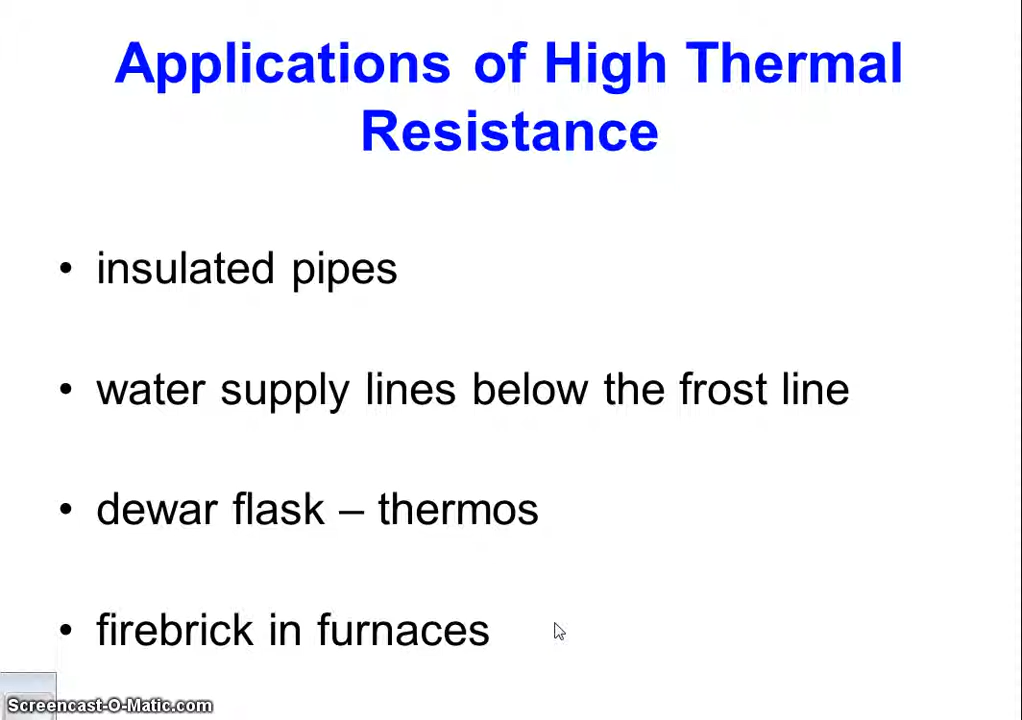 Applications of High Thermal
Resistance
• insulated pipes
• water supply lines below the frost line
• dewar flask – thermos
• firebrick in furnaces
Screencast-O-Matic.com